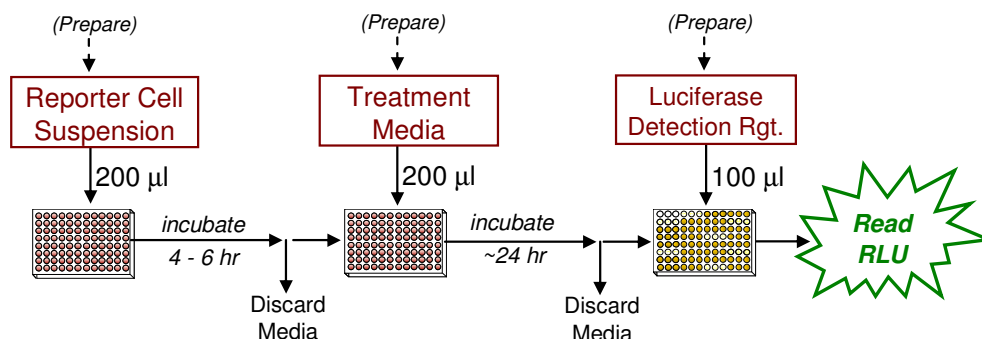 (Prepare)
(Prepare)
(Prepare)
Reporter Cell
Suspension
Treatment
Media
Luciferase
Detection Rgt.
200 µl
200 µl
100 µl
incubate
4 - 6 hr
incubate
~24 hr
Read
RLU
Discard
Media
Discard
Media